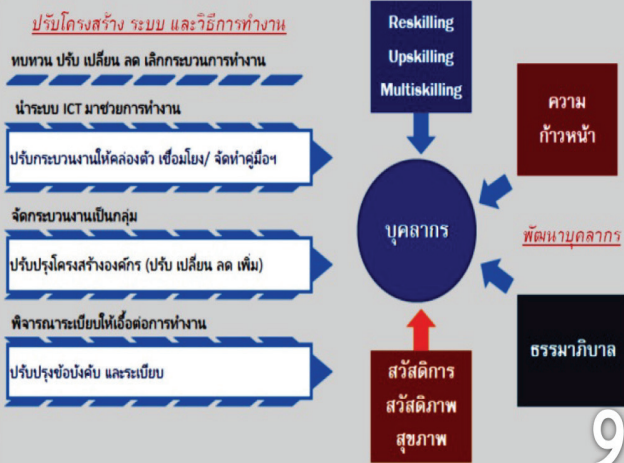 ปรับโครงสร้าง ระบบ และวิธีการทำงาน
ทบทวน ปรับ เปลี่ยน ลด เลิกกระบวนการทำงาน
นำระบบ ICT มาช่วยการทำงาน
ปรับกระบวนงานให้คล่องตัว เชื่อมโยง/ จัดทำคู่มือฯ
จัดกระบวนงานเป็นกลุ่ม
ปรับปรุงโครงสร้างองค์กร (ปรับ เปลี่ยน ลด เพิ่ม)
พิจารณาระเบียบให้เอื้อต่อการทำงาน
ปรับปรุงข้อบังคับ และระเบียบ
Reskilling
Upskilling
Multiskilling
ความ
ก้าวหน้า
บุคลากร
พัฒนาบุคลากร
ธรรมาภิบาล
สวัสดิการ
สวัสดิภาพ
สุขภาพ
9